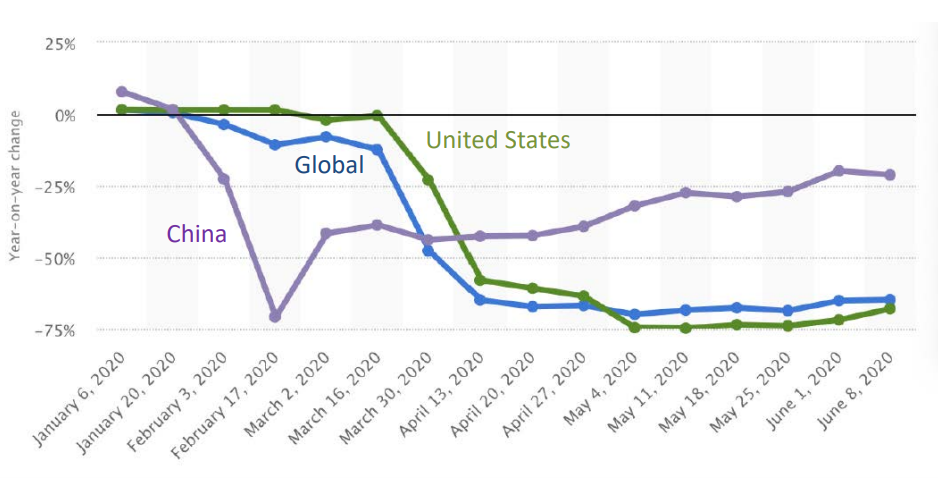 25%
0%
−25%
−50%
−75%
Year-on-year change
United States
Global
China
January 6, 2020
January 20, 2020
February 3, 2020
February 17, 2020
March 2, 2020
March 16, 2020
March 30, 2020
April 13, 2020
April 20, 2020
April 27, 2020
May 4, 2020
May 11, 2020
May 18, 2020
May 25, 2020
June 1, 2020
June 8, 2020